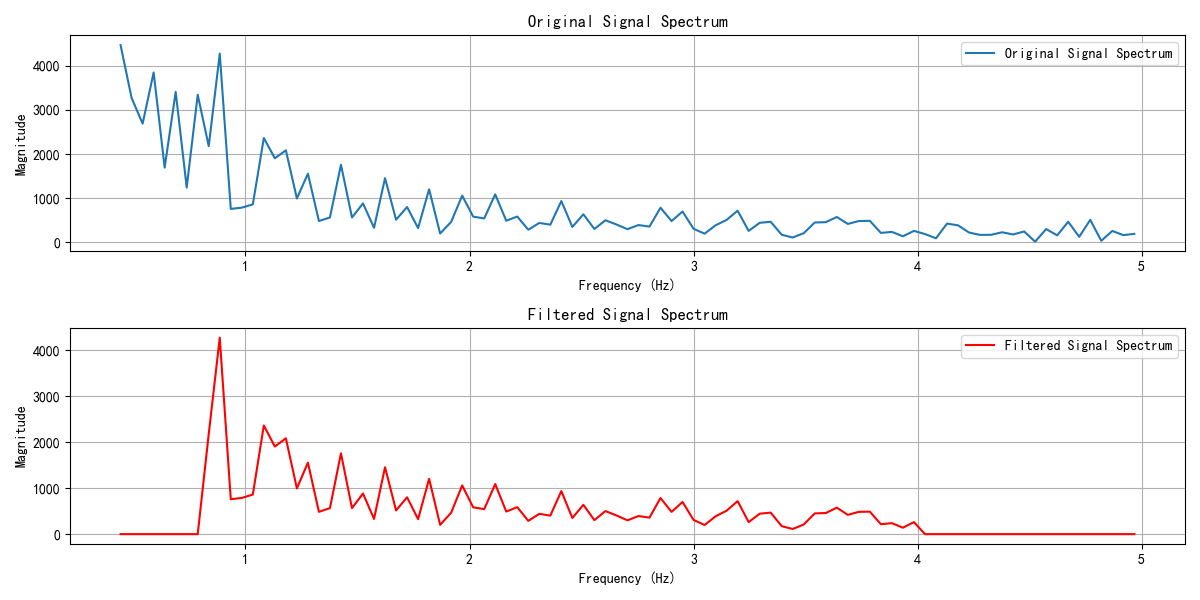 Original Signal Spectrum
Original Signal Spectrum
4000
3000
2000
1000
0
Magnitude
1 2 3 4 5
Frequency (Hz)
Filtered Signal Spectrum
Filtered Signal Spectrum
4000
3000
2000
1000
0
Magnitude
1 2 3 4 5
Frequency (Hz)